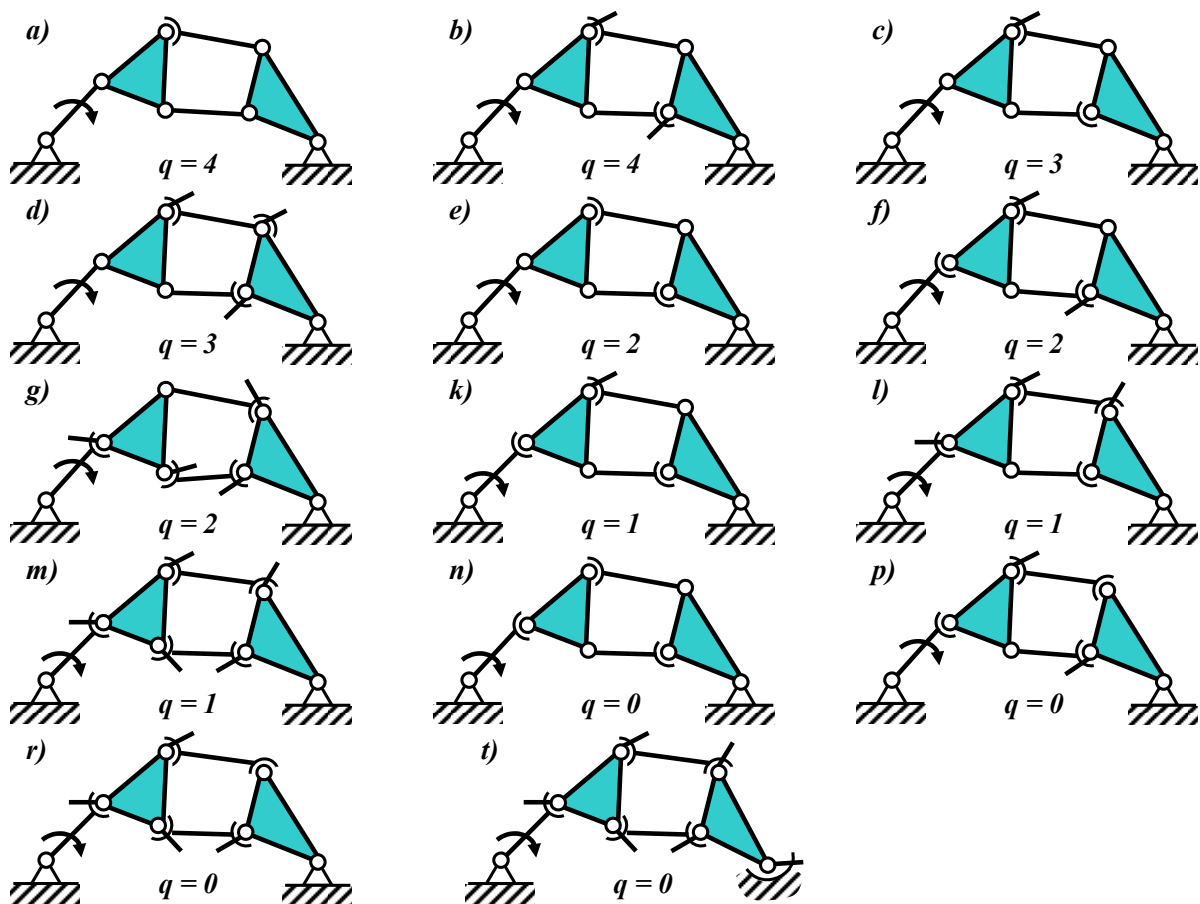 a) b) c)
q = 4 q = 4 q = 3
d) e) f)
q = 3 q = 2 q = 2
g) k) l)
q = 2 q = 1 q = 1
m) n) p)
q = 1 q = 0 q = 0
r) t)
q = 0 q = 0